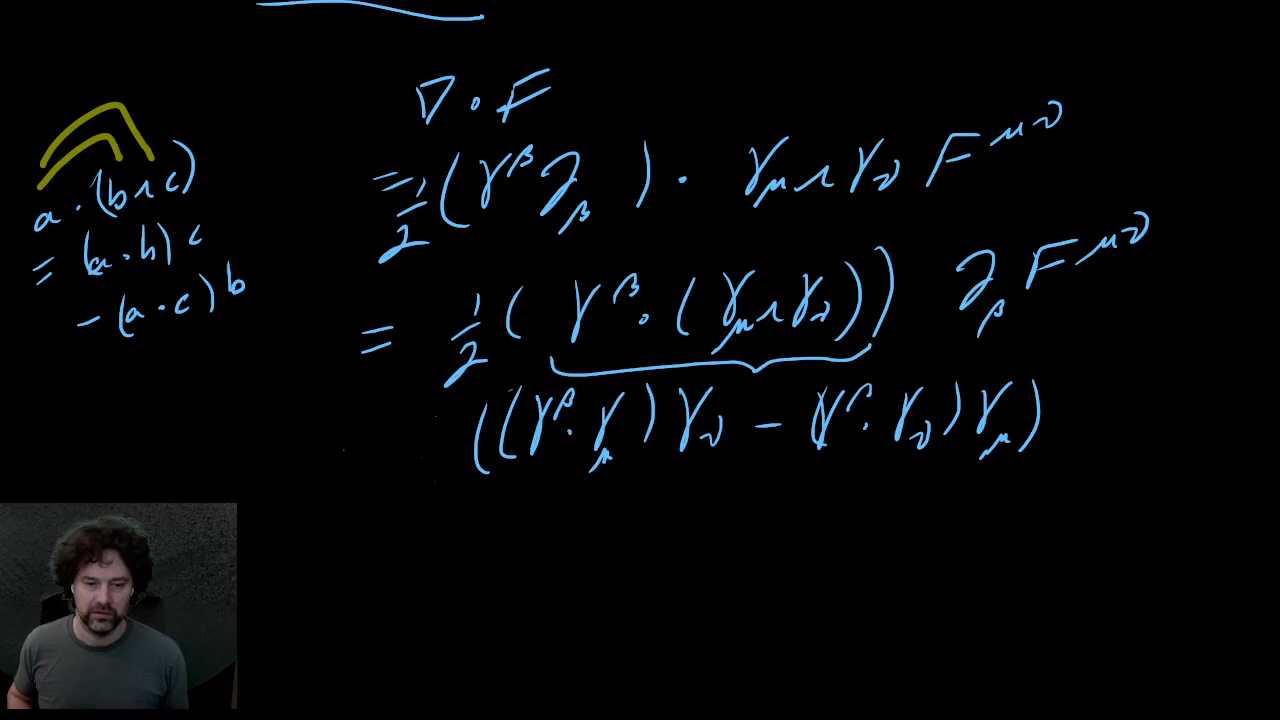 ∇ · F
a · (b ∧ c)
= (a · b) c
− (a · c) b
= 1/2 (γ^β ∂_β) · γ_μ ∧ γ_ν F^{μν}
= 1/2 (γ^β · (γ_μ ∧ γ_ν)) ∂_β F^{μν}
((γ^β · γ_μ) γ_ν − (γ^β · γ_ν) γ_μ)